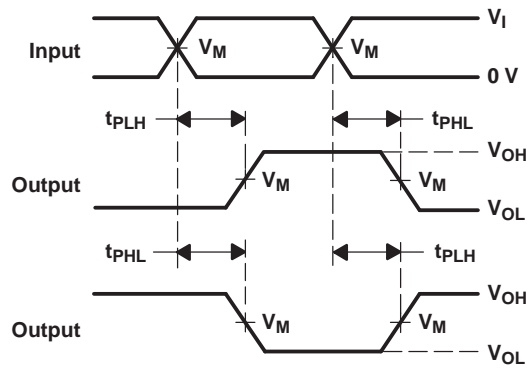 V_I
Input V_M V_M
0 V
t_PLH t_PHL
V_OH
Output V_M V_M
V_OL
t_PHL t_PLH
V_OH
Output V_M V_M
V_OL